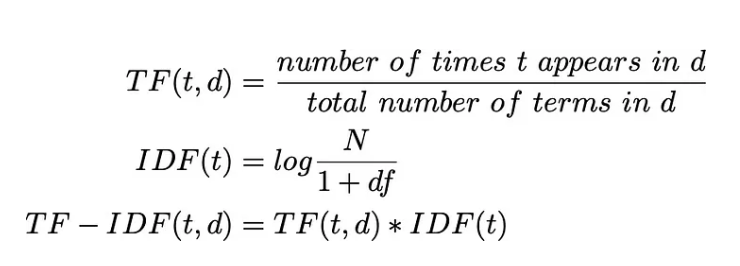 TF(t, d) = number of times t appears in d / total number of terms in d
IDF(t) = log N / 1 + df
TF − IDF(t, d) = TF(t, d) ∗ IDF(t)